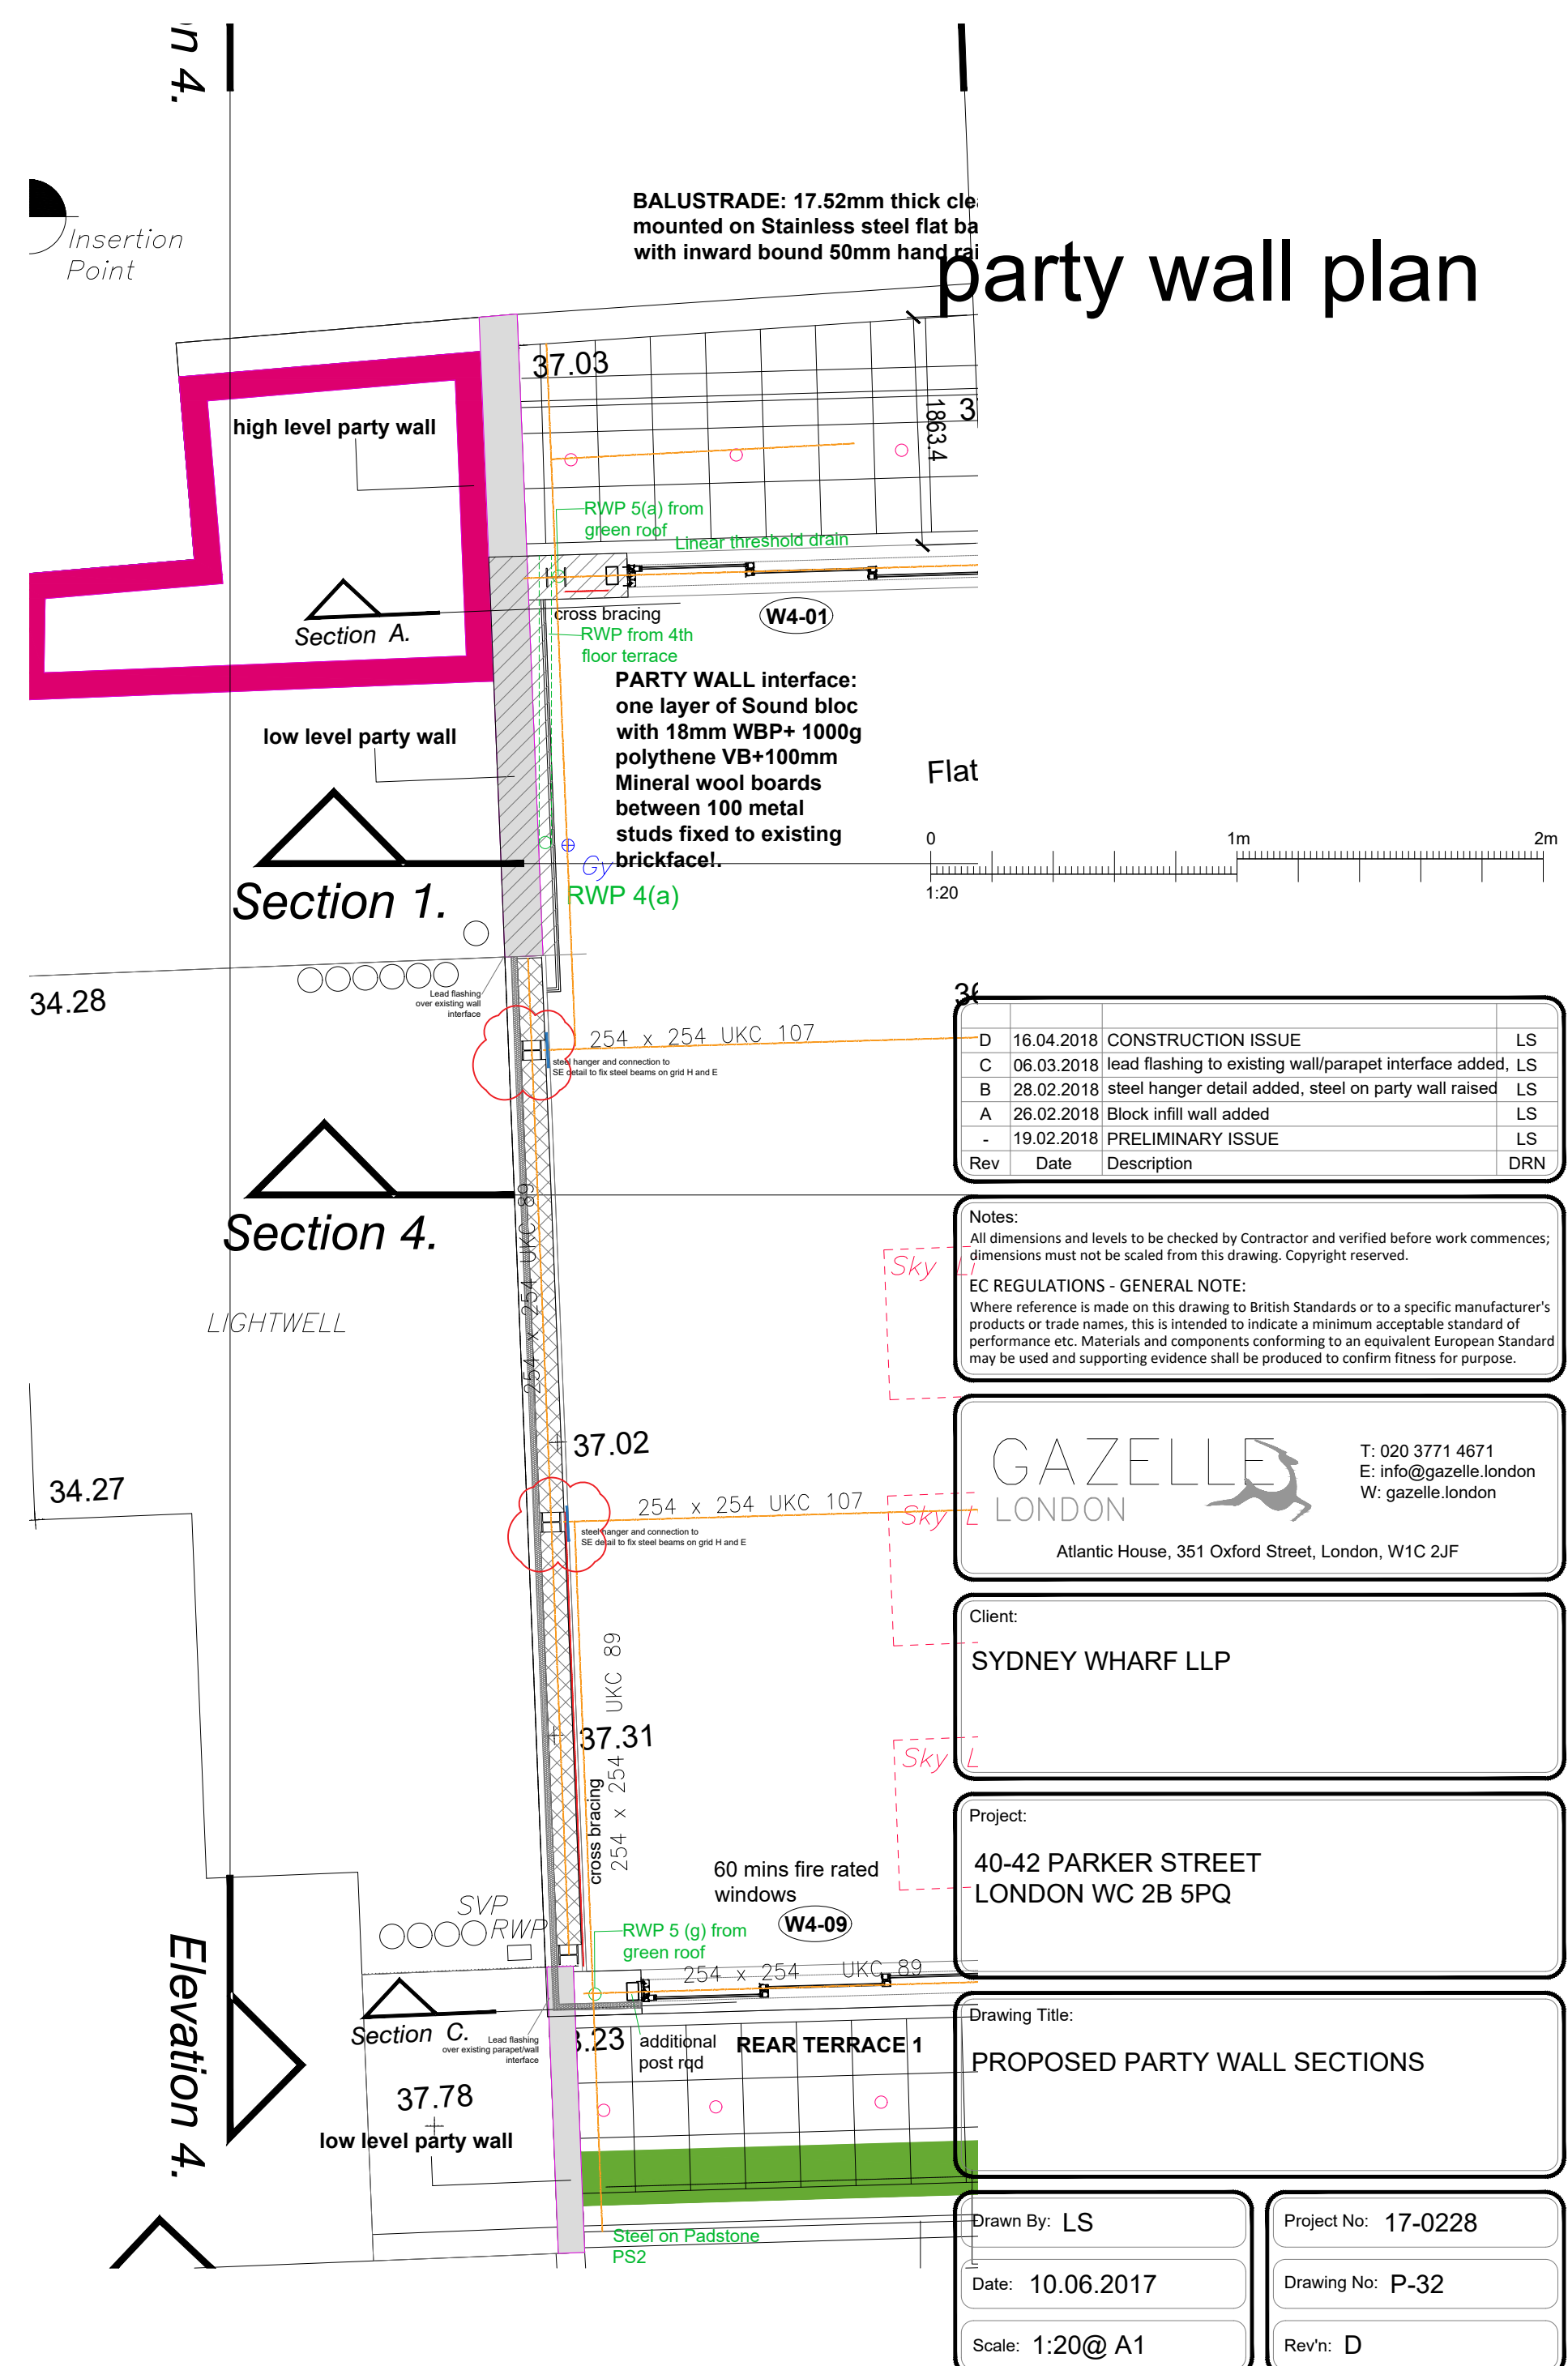 on 4.
Insertion
Point
BALUSTRADE: 17.52mm thick
mounted on Stainless steel flat
with inward bound 50mm hand
party wall plan
37.03
high level party wall
1863.4
3
RWP 5(a) from
green roof
Linear threshold drain
cross bracing
W4-01
Section A.
RWP from 4th
floor terrace
PARTY WALL interface:
one layer of Sound bloc
with 18mm WBP+ 1000g
polythene VB+100mm
Mineral wool boards
between 100 metal
studs fixed to existing
brickface!.
low level party wall
Flat
0 1m 2m
1:20
Gy
Section 1.
RWP 4(a)
34.28
Lead flashing
over existing wall
interface
254 x 254 UKC 107
steel hanger and connection to
SE detail to fix steel beams on grid H and E
D 16.04.2018 CONSTRUCTION ISSUE LS
C 06.03.2018 lead flashing to existing wall/parapet interface added, LS
B 28.02.2018 steel hanger detail added, steel on party wall raised LS
A 26.02.2018 Block infill wall added LS
- 19.02.2018 PRELIMINARY ISSUE LS
Rev Date Description DRN
Section 4.
254 x 254 UKC 89
Notes:
All dimensions and levels to be checked by Contractor and verified before work commences;
dimensions must not be scaled from this drawing. Copyright reserved.
EC REGULATIONS - GENERAL NOTE:
Where reference is made on this drawing to British Standards or to a specific manufacturer's
products or trade names, this is intended to indicate a minimum acceptable standard of
performance etc. Materials and components conforming to an equivalent European Standard
may be used and supporting evidence shall be produced to confirm fitness for purpose.
Sky Li
LIGHTWELL
37.02
34.27
254 x 254 UKC 107
steel hanger and connection to
SE detail to fix steel beams on grid H and E
Sky L
GAZELLE
LONDON
T: 020 3771 4671
E: info@gazelle.london
W: gazelle.london
Atlantic House, 351 Oxford Street, London, W1C 2JF
Client:
SYDNEY WHARF LLP
254 x 254 UKC 89
37.31
cross bracing
Sky L
Project:
40-42 PARKER STREET
LONDON WC 2B 5PQ
60 mins fire rated
windows
W4-09
SVP
RWP
RWP 5 (g) from
green roof
254 x 254 UKC 89
Elevation 4.
Section C.
Lead flashing
over existing parapet/wall
interface
.23
additional
post rqd
REAR TERRACE 1
Drawing Title:
PROPOSED PARTY WALL SECTIONS
37.78
low level party wall
Steel on Padstone
PS2
Drawn By: LS
Project No: 17-0228
Date: 10.06.2017
Drawing No: P-32
Scale: 1:20@ A1
Rev'n: D